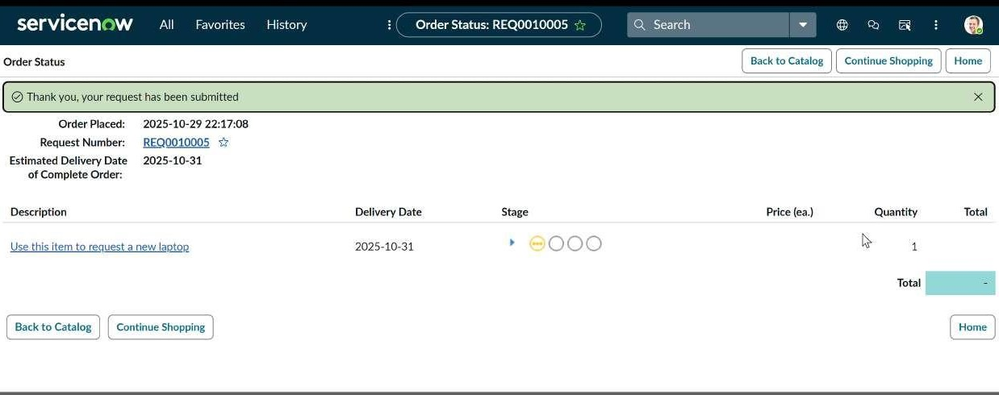 servicenow All Favorites History Order Status: REQ0010005 Search
Order Status Back to Catalog Continue Shopping Home
Thank you, your request has been submitted
Order Placed: 2025-10-29 22:17:08
Request Number: REQ0010005
Estimated Delivery Date 2025-10-31
of Complete Order:
Description Delivery Date Stage Price (ea.) Quantity Total
Use this item to request a new laptop 2025-10-31 1
Total -
Back to Catalog Continue Shopping Home